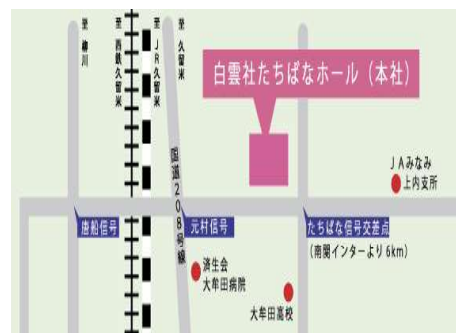 至柳川
至西鉄久留米
至JR久留米
至久留米
白雲社たちばなホール（本社）
国道208号線
JAみなみ
上内支所
唐船信号
元村信号
たちばな信号交差点
（南関インターより6km）
済生会
大牟田病院
大牟田高校